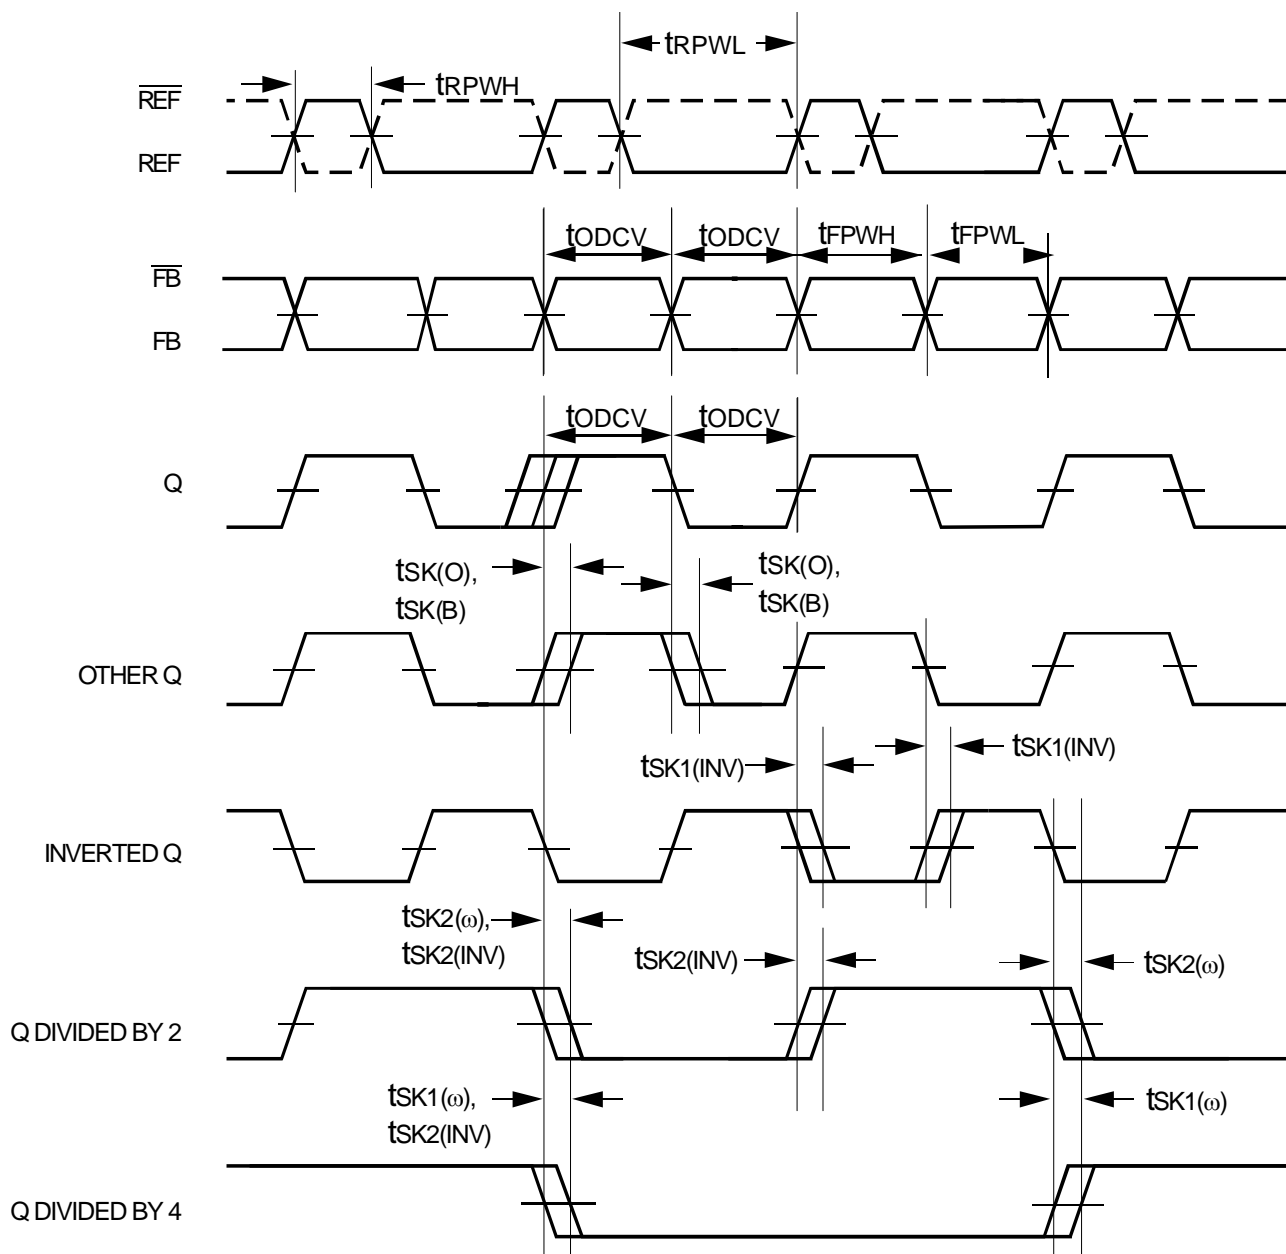 tRPWL
tRPWH
REF
REF
tODCV tODCV tFPWH tFPWL
FB
FB
tODCV tODCV
Q
tSK(O),
tSK(B)
tSK(O),
tSK(B)
OTHER Q
tSK1(INV)
tSK1(INV)
INVERTED Q
tSK2(ω),
tSK2(INV)
tSK2(INV)
tSK2(ω)
Q DIVIDED BY 2
tSK1(ω),
tSK2(INV)
tSK1(ω)
Q DIVIDED BY 4